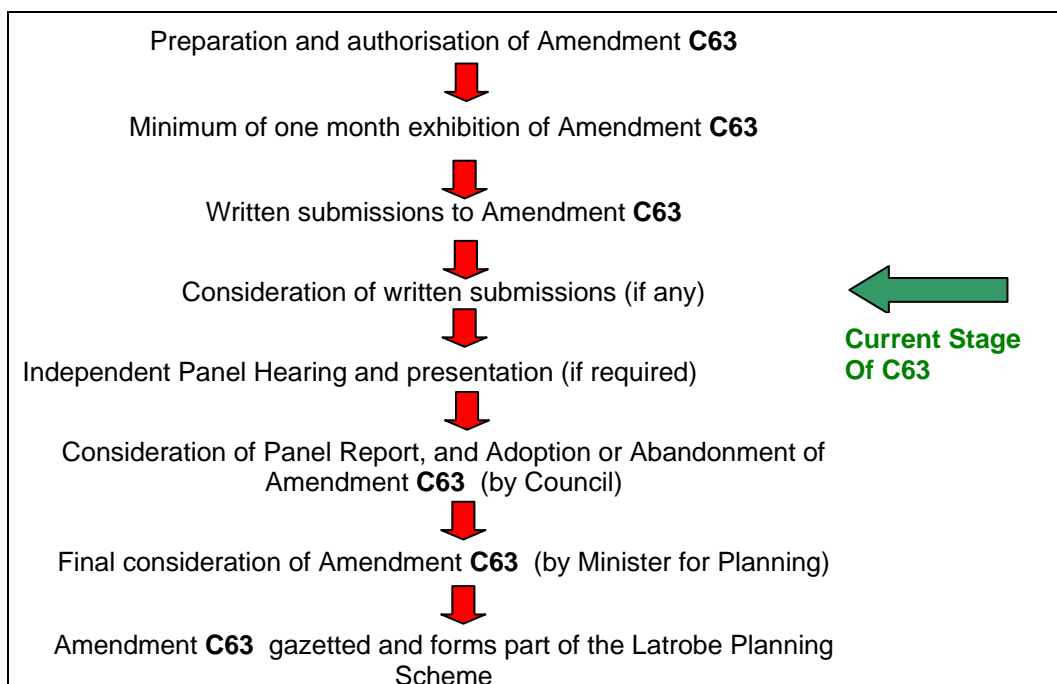 Preparation and authorisation of Amendment C63
Minimum of one month exhibition of Amendment C63
Written submissions to Amendment C63
Consideration of written submissions (if any)
Current Stage
Of C63
Independent Panel Hearing and presentation (if required)
Consideration of Panel Report, and Adoption or Abandonment of
Amendment C63 (by Council)
Final consideration of Amendment C63 (by Minister for Planning)
Amendment C63 gazetted and forms part of the Latrobe Planning
Scheme